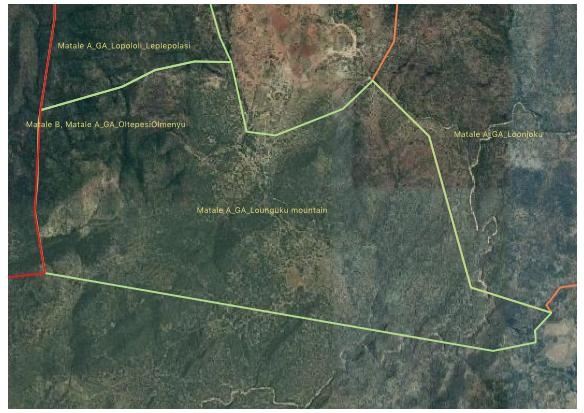 Matale A_GA_Lopololi_Leplepolasi
Matale B, Matale A_GA_OltepesiOlmenyu
Matale A_GA_Loonjoku
Matale A_GA_Lounguku mountain